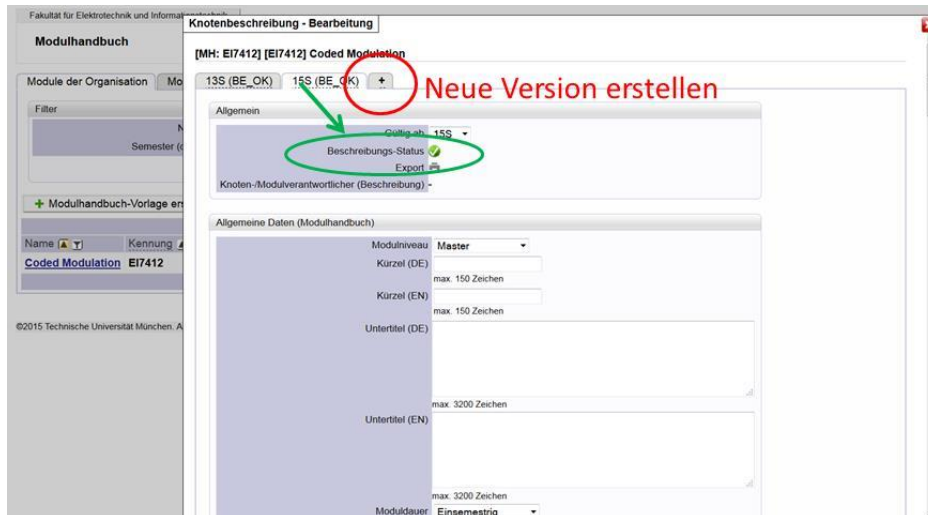 Fakultät für Elektrotechnik und Informationstechnik
Knotenbeschreibung - Bearbeitung
Modulhandbuch
[MH: EI7412] [EI7412] Coded Modulation
Module der Organisation
13S (BE_OK)
15S (BE_OK)
+
Neue Version erstellen
Filter
Semester
Allgemein
Gültig ab 15S
Beschreibungs-Status
Export
Knoten-/Modulverantwortlicher (Beschreibung) -
+ Modulhandbuch-Vorlage
Name
Kennung
Coded Modulation EI7412
Allgemeine Daten (Modulhandbuch)
Modulniveau Master
Kürzel (DE)
max. 150 Zeichen
Kürzel (EN)
max. 150 Zeichen
Untertitel (DE)
max. 3200 Zeichen
Untertitel (EN)
max. 3200 Zeichen
Moduldauer Einsemestrig
©2015 Technische Universität München. A